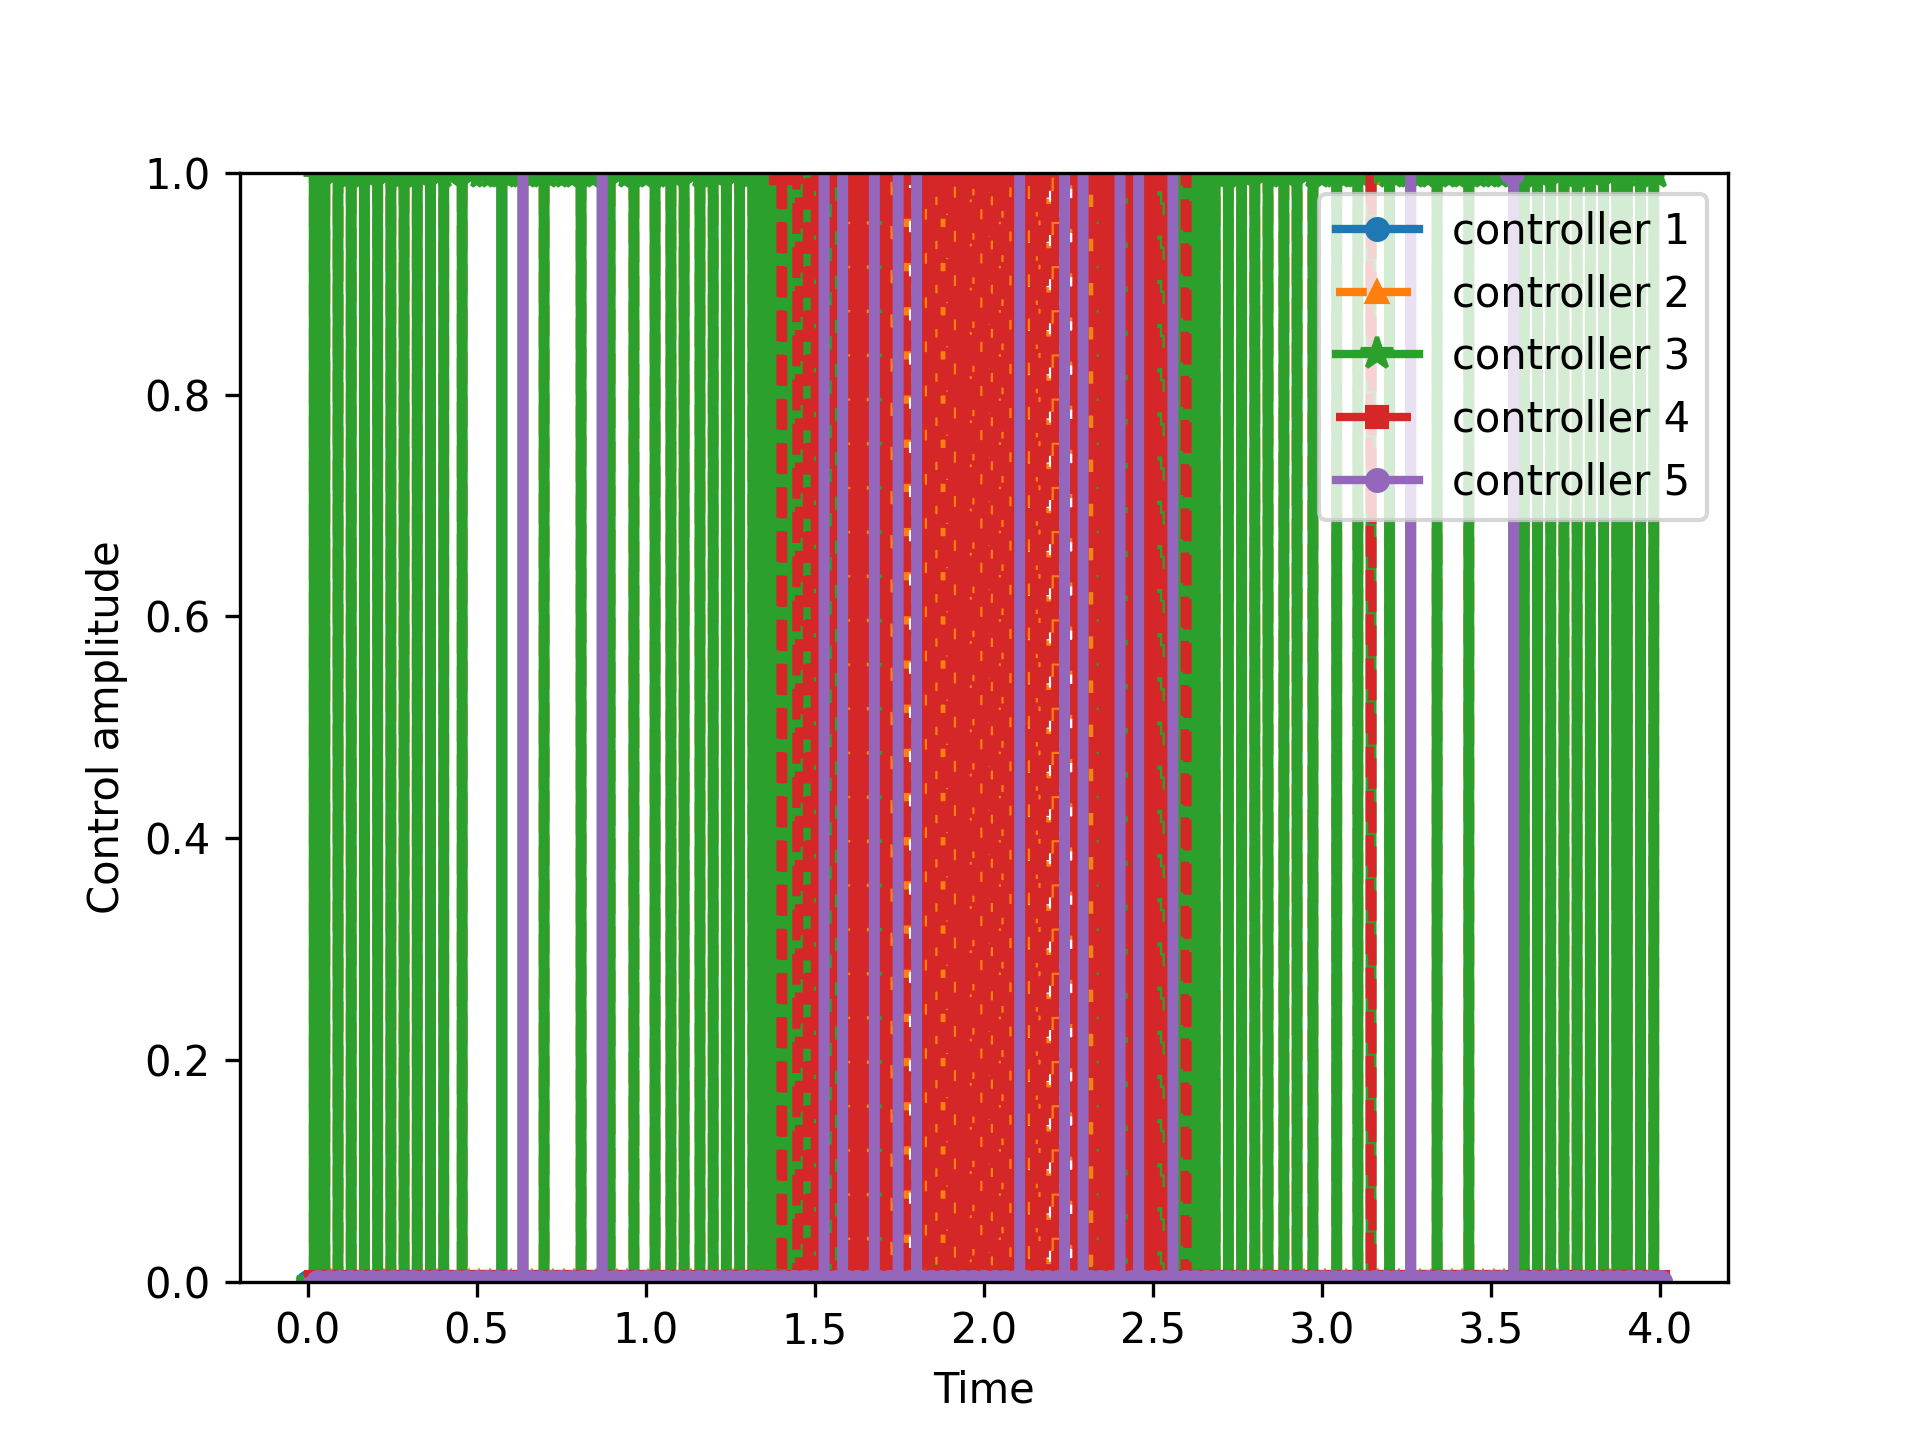 1.0
0.8
0.6
0.4
0.2
0.0
Control amplitude
controller 1
controller 2
controller 3
controller 4
controller 5
0.0 0.5 1.0 1.5 2.0 2.5 3.0 3.5 4.0
Time